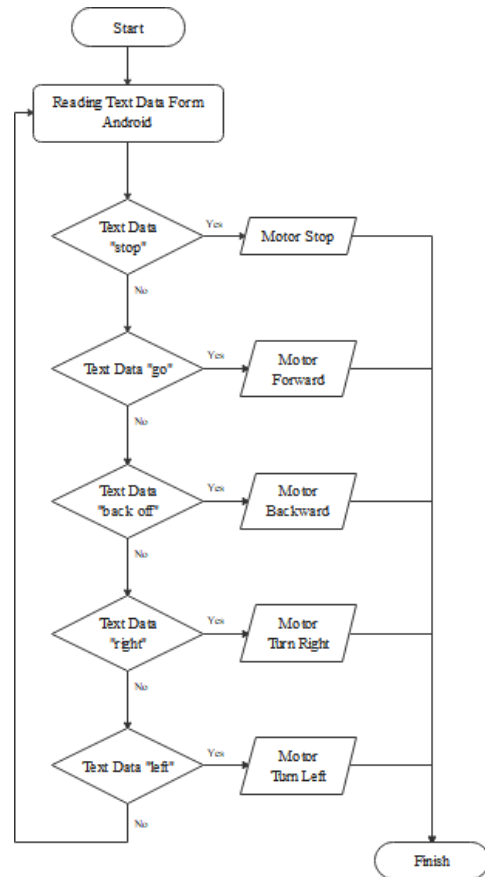 Start
Reading Text Data Form
Android
Text Data
"stop"
Yes
Motor Stop
No
Text Data "go"
Yes
Motor
Forward
No
Text Data
"back off"
Yes
Motor
Backward
No
Text Data
"right"
Yes
Motor
Turn Right
No
Text Data "left"
Yes
Motor
Turn Left
No
Finish